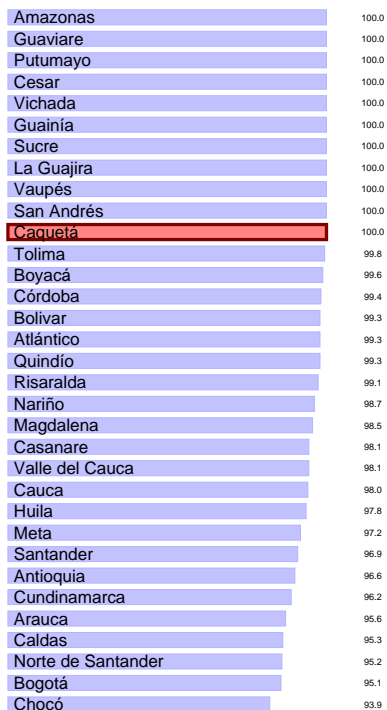 Amazonas 100.0
Guaviare 100.0
Putumayo 100.0
Cesar 100.0
Vichada 100.0
Guainía 100.0
Sucre 100.0
La Guajira 100.0
Vaupés 100.0
San Andrés 100.0
Caquetá 100.0
Tolima 99.8
Boyacá 99.6
Córdoba 99.4
Bolivar 99.3
Atlántico 99.3
Quindío 99.3
Risaralda 99.1
Nariño 98.7
Magdalena 98.5
Casanare 98.1
Valle del Cauca 98.1
Cauca 98.0
Huila 97.8
Meta 97.2
Santander 96.9
Antioquia 96.6
Cundinamarca 96.2
Arauca 95.6
Caldas 95.3
Norte de Santander 95.2
Bogotá 95.1
Chocó 93.9